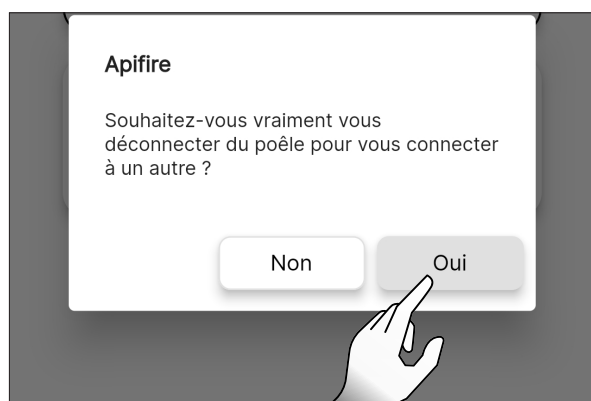 Apifire
Souhaitez-vous vraiment vous
déconnecter du poêle pour vous connecter
à un autre ?
Non
Oui